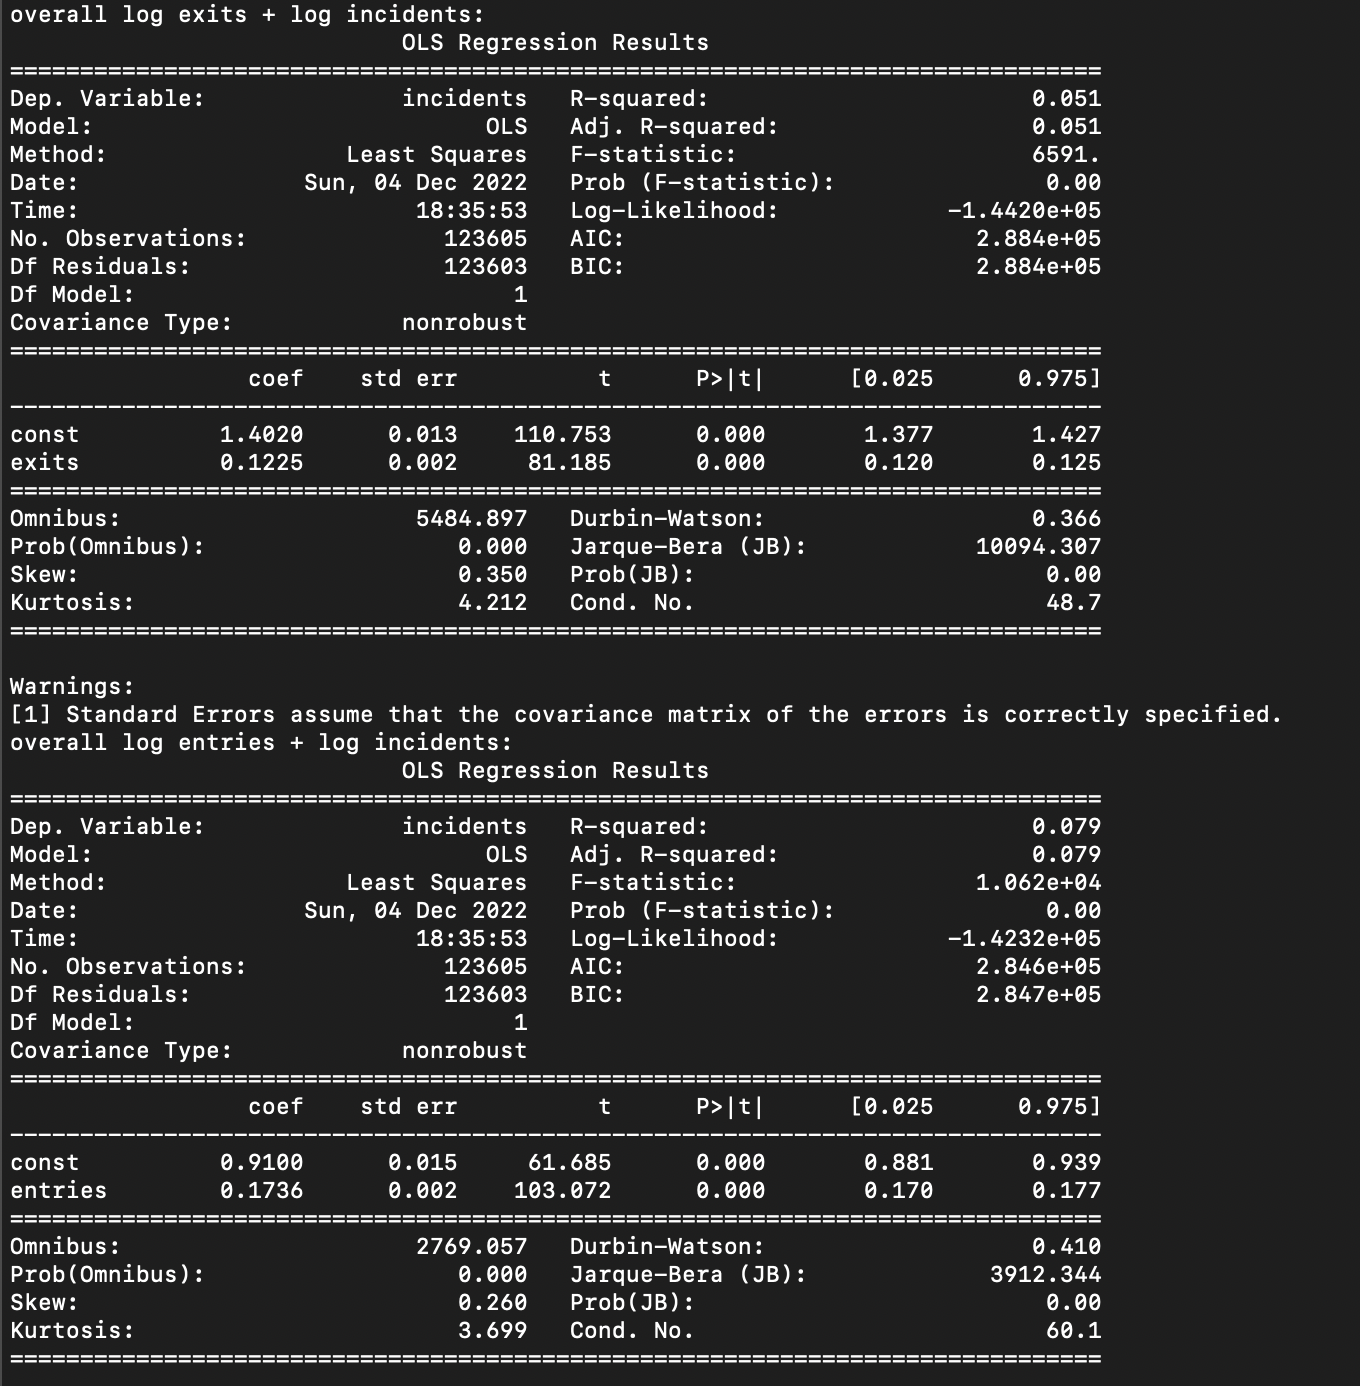 overall log exits + log incidents:
                            OLS Regression Results
==============================================================================
Dep. Variable:              incidents   R-squared:                       0.051
Model:                            OLS   Adj. R-squared:                  0.051
Method:                 Least Squares   F-statistic:                     6591.
Date:                Sun, 04 Dec 2022   Prob (F-statistic):               0.00
Time:                        18:35:53   Log-Likelihood:            -1.4420e+05
No. Observations:              123605   AIC:                         2.884e+05
Df Residuals:                  123603   BIC:                         2.884e+05
Df Model:                           1
Covariance Type:            nonrobust
==============================================================================
                 coef    std err          t      P>|t|      [0.025      0.975]
------------------------------------------------------------------------------
const          1.4020      0.013    110.753      0.000       1.377       1.427
exits          0.1225      0.002     81.185      0.000       0.120       0.125
==============================================================================
Omnibus:                     5484.897   Durbin-Watson:                   0.366
Prob(Omnibus):                  0.000   Jarque-Bera (JB):            10094.307
Skew:                           0.350   Prob(JB):                         0.00
Kurtosis:                       4.212   Cond. No.                         48.7
==============================================================================

Warnings:
[1] Standard Errors assume that the covariance matrix of the errors is correctly specified.
overall log entries + log incidents:
                            OLS Regression Results
==============================================================================
Dep. Variable:              incidents   R-squared:                       0.079
Model:                            OLS   Adj. R-squared:                  0.079
Method:                 Least Squares   F-statistic:                 1.062e+04
Date:                Sun, 04 Dec 2022   Prob (F-statistic):               0.00
Time:                        18:35:53   Log-Likelihood:            -1.4232e+05
No. Observations:              123605   AIC:                         2.846e+05
Df Residuals:                  123603   BIC:                         2.847e+05
Df Model:                           1
Covariance Type:            nonrobust
==============================================================================
                 coef    std err          t      P>|t|      [0.025      0.975]
------------------------------------------------------------------------------
const          0.9100      0.015     61.685      0.000       0.881       0.939
entries        0.1736      0.002    103.072      0.000       0.170       0.177
==============================================================================
Omnibus:                     2769.057   Durbin-Watson:                   0.410
Prob(Omnibus):                  0.000   Jarque-Bera (JB):             3912.344
Skew:                           0.260   Prob(JB):                         0.00
Kurtosis:                       3.699   Cond. No.                         60.1
==============================================================================